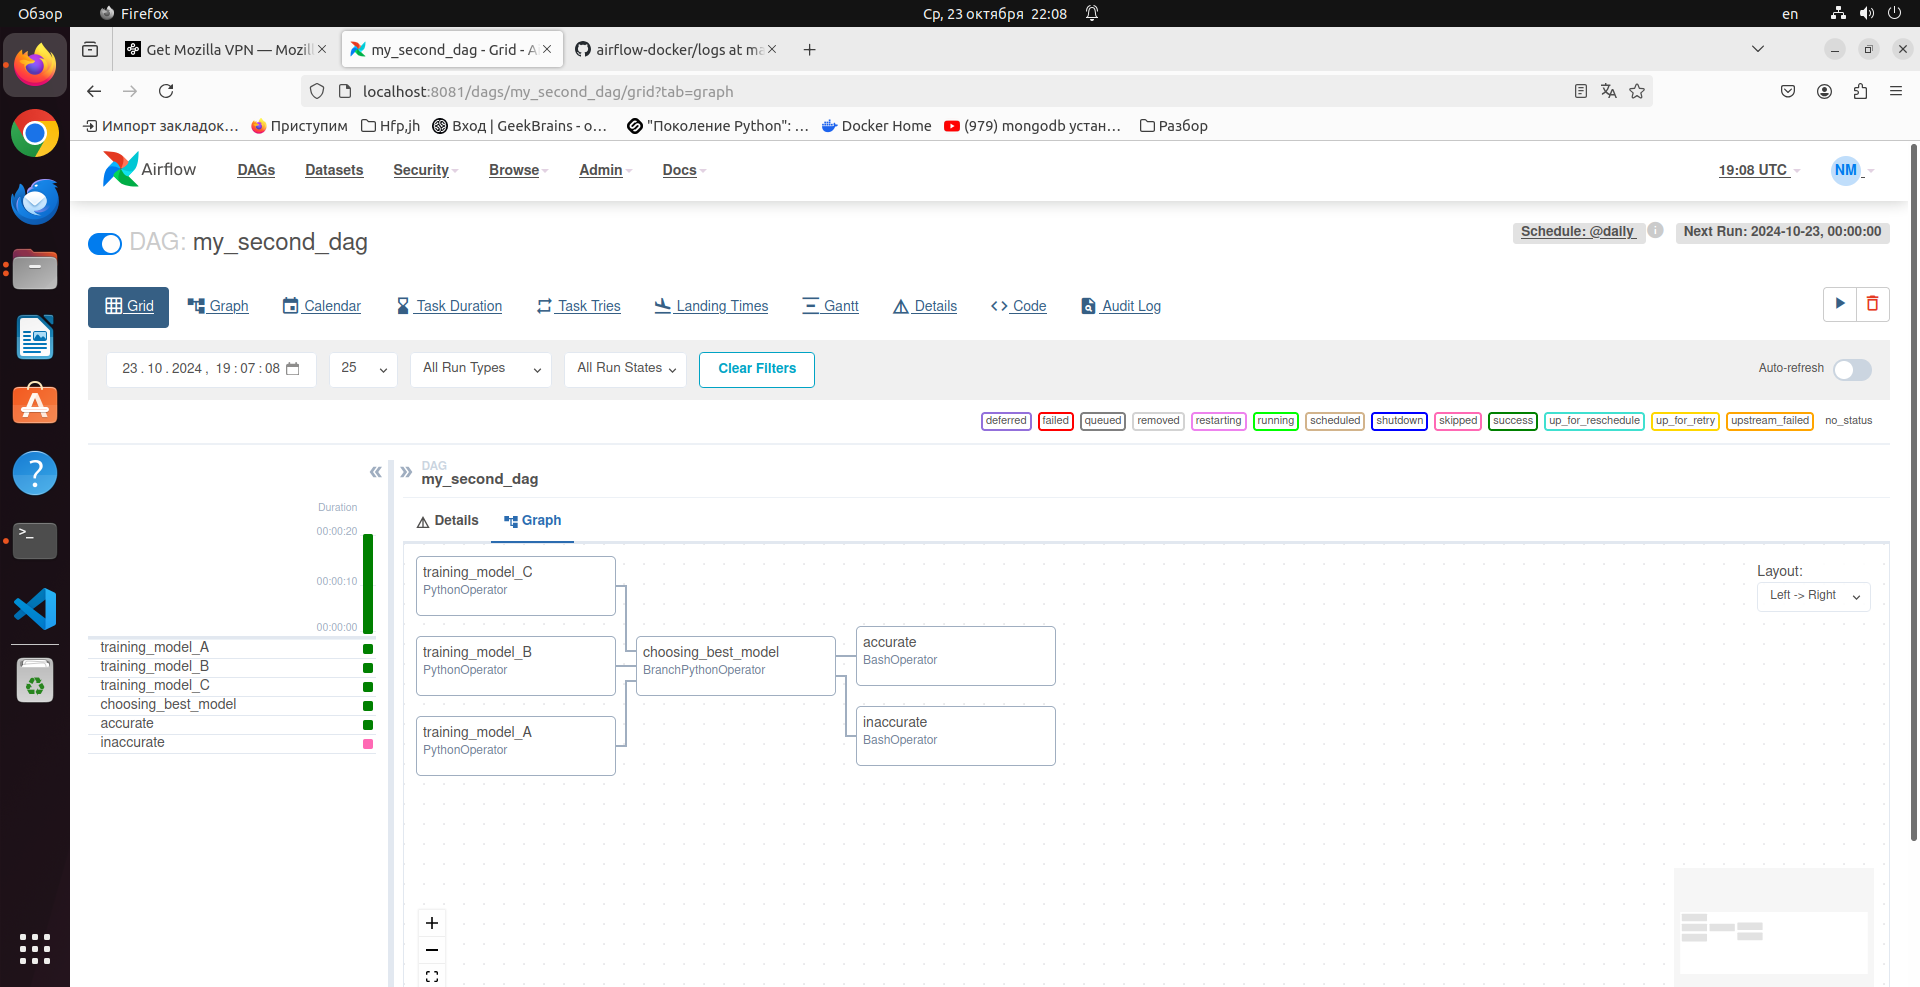 Обзор
Firefox
Ср, 23 октября 22:08
en
Get Mozilla VPN — Mozil
my_second_dag - Grid - A
airflow-docker/logs at ma
localhost:8081/dags/my_second_dag/grid?tab=graph
Импорт закладок…
Приступим
Hfp,jh
Вход | GeekBrains - о…
"Поколение Python": …
Docker Home
(979) mongodb устан…
Разбор
Airflow
DAGs
Datasets
Security
Browse
Admin
Docs
19:08 UTC
NM
DAG: my_second_dag
Schedule: @daily
Next Run: 2024-10-23, 00:00:00
Grid
Graph
Calendar
Task Duration
Task Tries
Landing Times
Gantt
Details
Code
Audit Log
23.10.2024, 19:07:08
25
All Run Types
All Run States
Clear Filters
Auto-refresh
deferred
failed
queued
removed
restarting
running
scheduled
shutdown
skipped
success
up_for_reschedule
up_for_retry
upstream_failed
no_status
DAG
my_second_dag
Duration
00:00:20
00:00:10
00:00:00
training_model_A
training_model_B
training_model_C
choosing_best_model
accurate
inaccurate
Details
Graph
training_model_C
PythonOperator
training_model_B
PythonOperator
training_model_A
PythonOperator
choosing_best_model
BranchPythonOperator
accurate
BashOperator
inaccurate
BashOperator
Layout:
Left -> Right